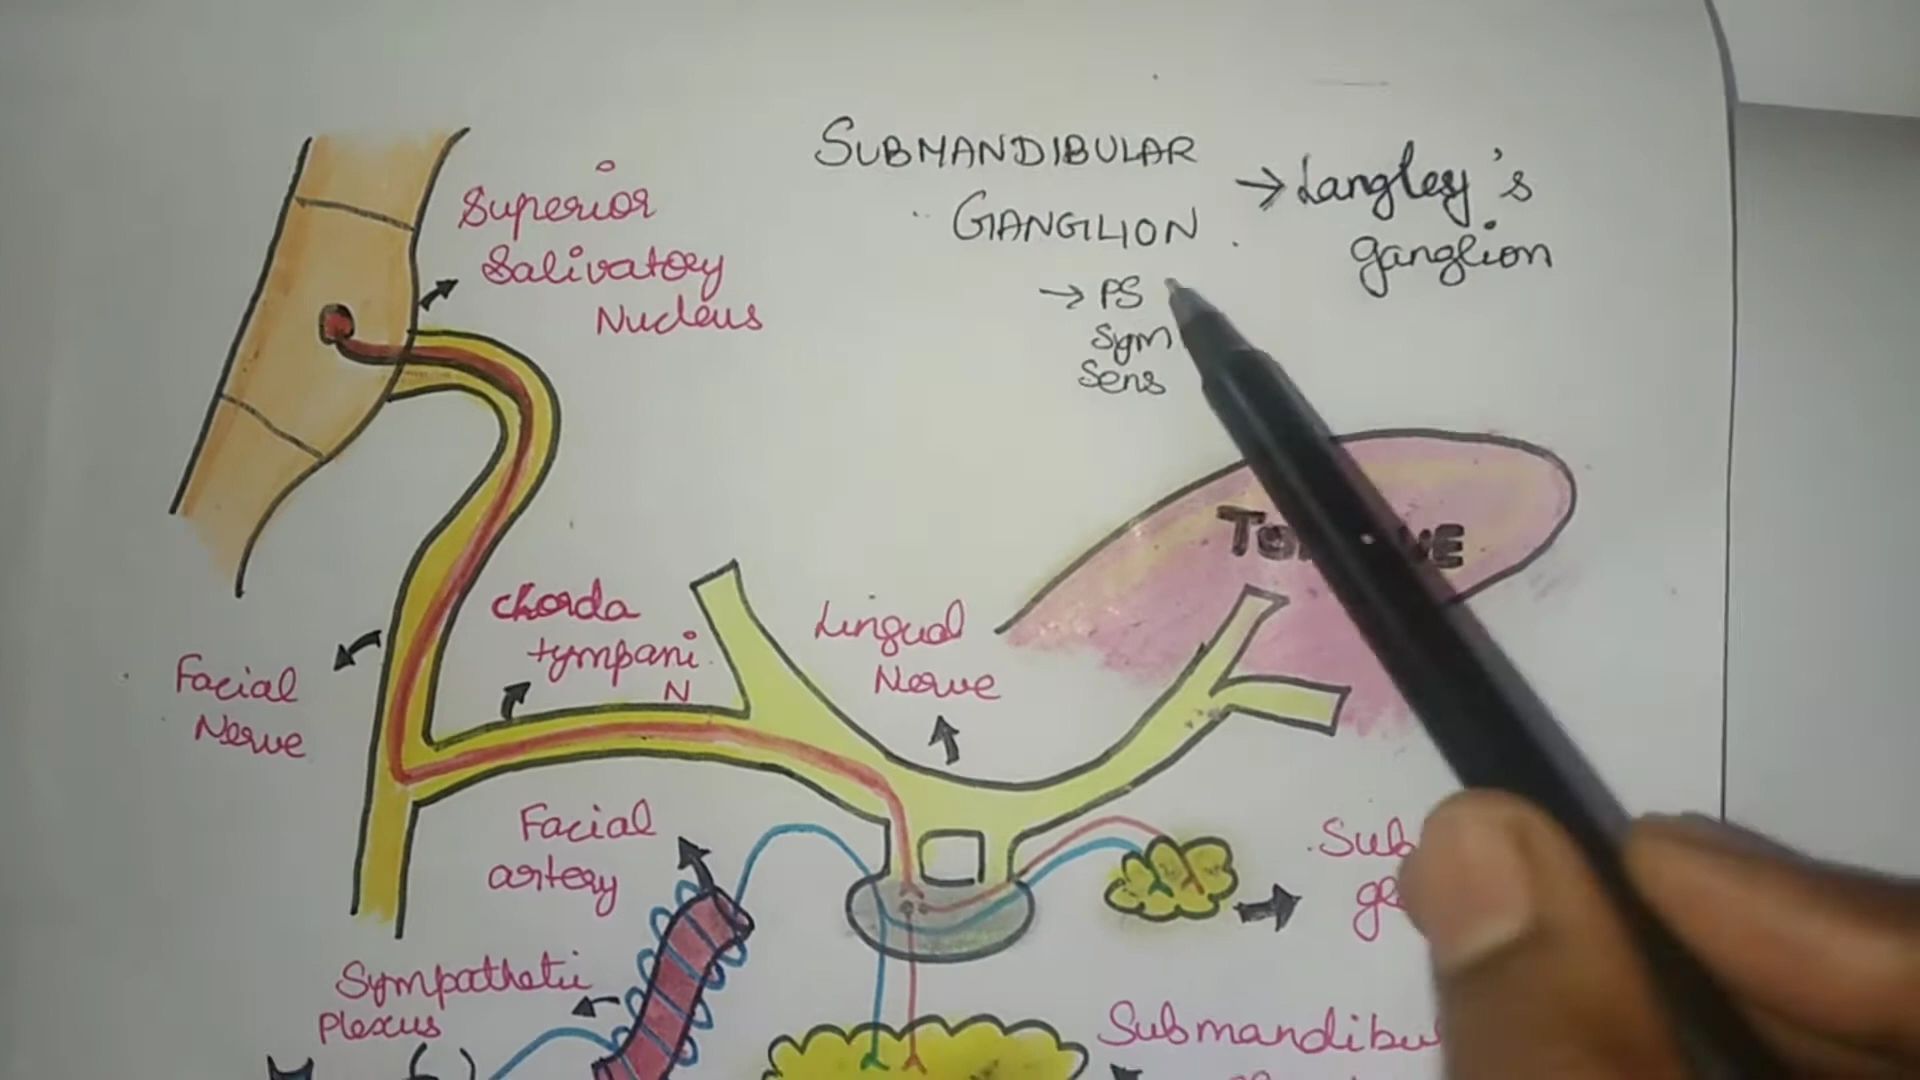 SUBMANDIBULAR
GANGLION
→ Langley's
ganglion
→ PS
Sym
Sens
Superior
Salivatory
Nucleus
Facial
Nerve
Chorda
tympani
N
Lingual
Nerve
Facial
artery
Sympathetic
Plexus